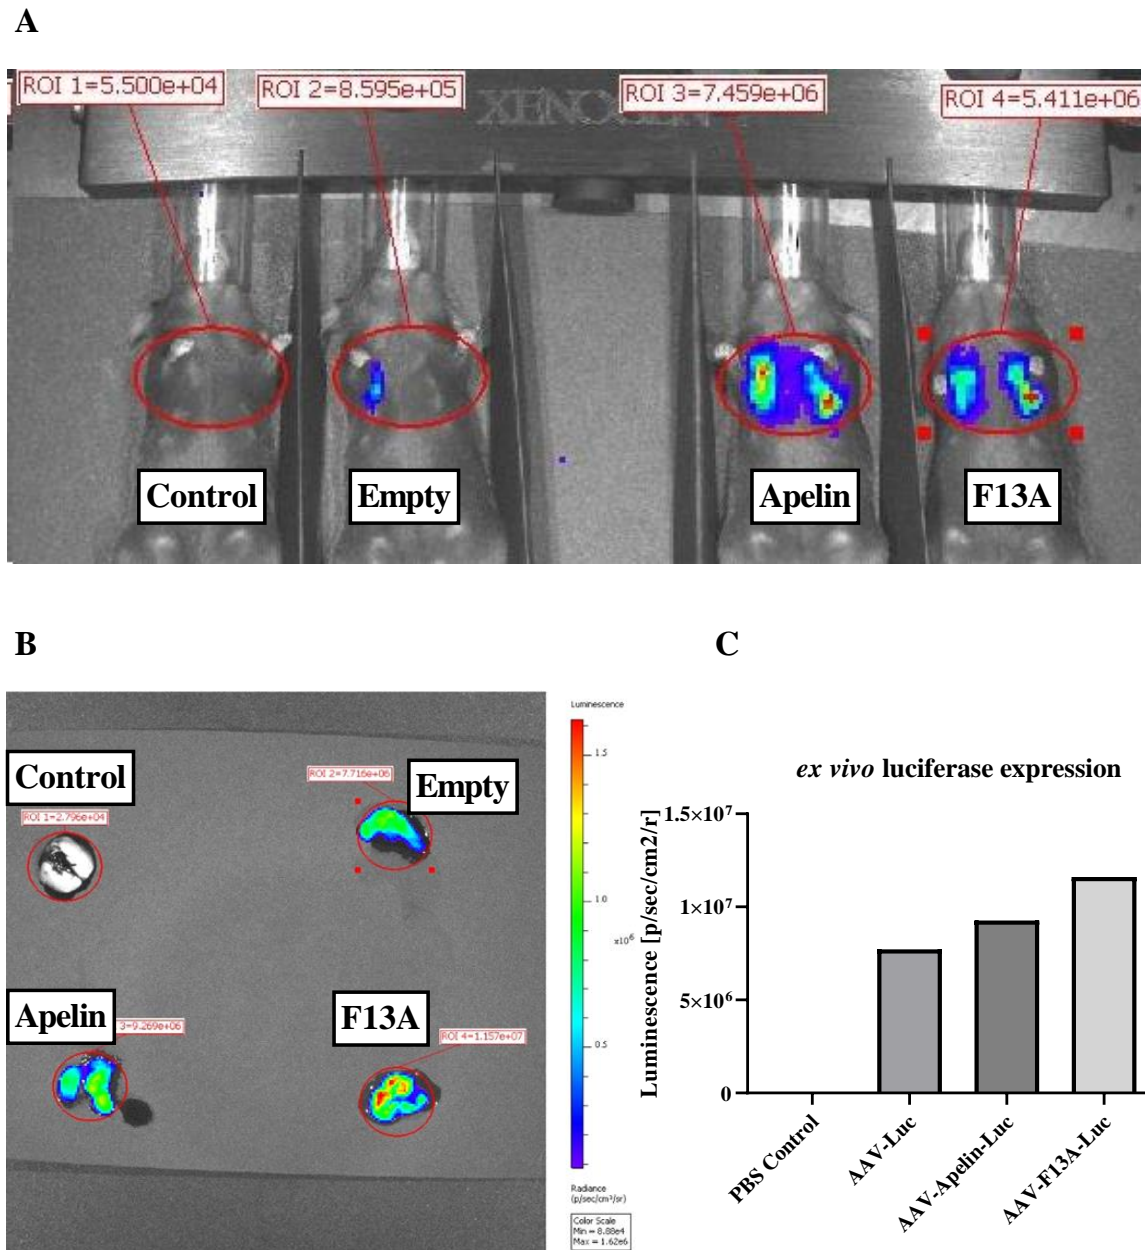 A
ROI 1=5.500e+04
ROI 2=8.595e+05
ROI 3=7.459e+06
ROI 4=5.411e+06
Control
Empty
Apelin
F13A
B
Control
ROI 1=2.796e+04
ROI 2=7.716e+06
Empty
Apelin
3=9.269e+06
F13A
ROI 4=1.157e+07
Luminescence
1.5
1.0
x10⁶
0.5
Radiance
(p/sec/cm²/sr)
Color Scale
Min = 8.88e4
Max = 1.62e6
C
ex vivo luciferase expression
Luminescence [p/sec/cm2/r]
1.5×10⁷
1×10⁷
5×10⁶
0
PBS Control
AAV-Luc
AAV-Apelin-Luc
AAV-F13A-Luc